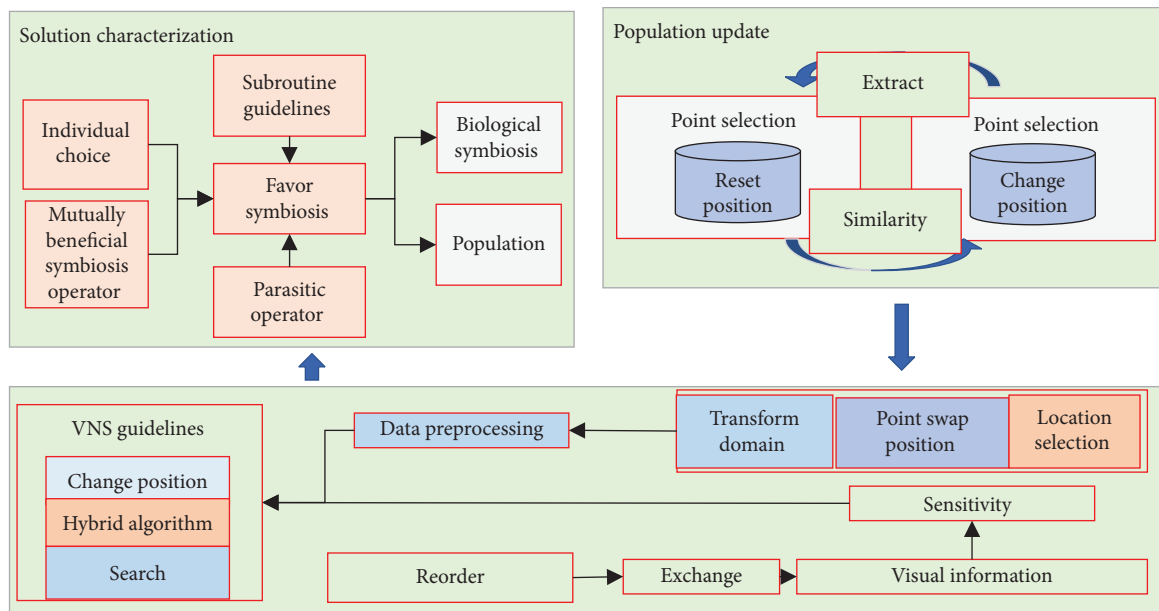 Solution characterization
Subroutine
guidelines
Individual
choice
Mutually
beneficial
symbiosis
operator
Favor
symbiosis
Parasitic
operator
Biological
symbiosis
Population
Population update
Extract
Point selection
Reset
position
Point selection
Change
position
Similarity
VNS guidelines
Change position
Hybrid algorithm
Search
Data preprocessing
Transform
domain
Point swap
position
Location
selection
Sensitivity
Reorder
Exchange
Visual information